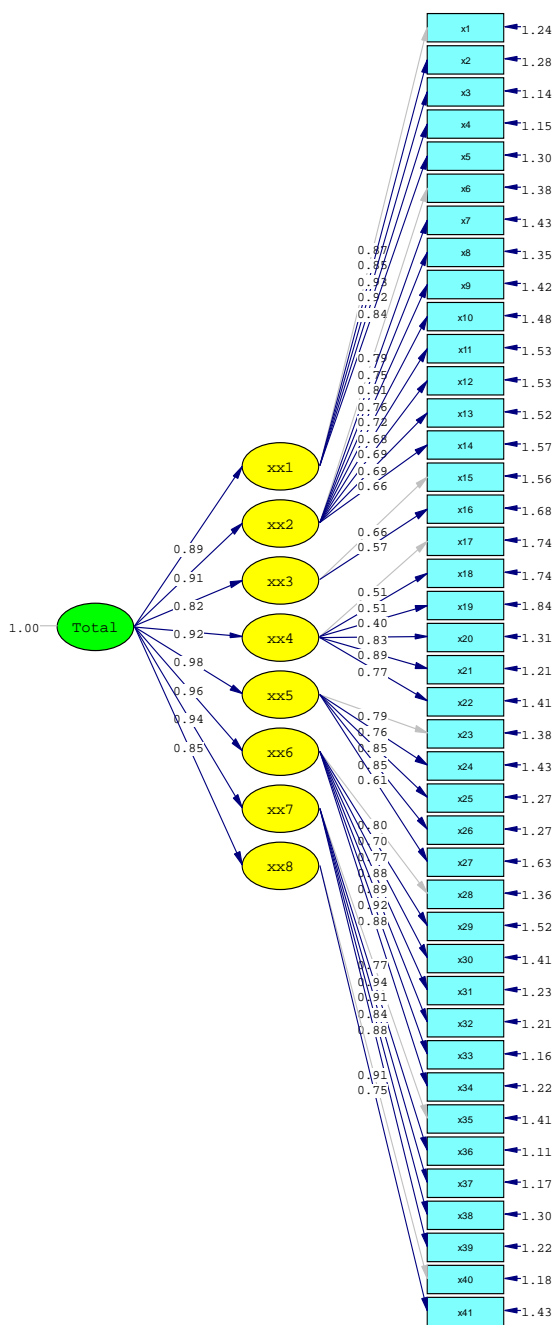 x1 1.24
x2 1.28
x3 1.14
x4 1.15
x5 1.30
x6 1.38
x7 1.43
x8 1.35
x9 1.42
x10 1.48
x11 1.53
x12 1.53
x13 1.52
x14 1.57
x15 1.56
x16 1.68
x17 1.74
x18 1.74
x19 1.84
x20 1.31
x21 1.21
x22 1.41
x23 1.38
x24 1.43
x25 1.27
x26 1.27
x27 1.63
x28 1.36
x29 1.52
x30 1.41
x31 1.23
x32 1.21
x33 1.16
x34 1.22
x35 1.41
x36 1.11
x37 1.17
x38 1.30
x39 1.22
x40 1.18
x41 1.43
0.87
0.85
0.93
0.92
0.84
0.79
0.75
0.81
0.76
0.72
0.68
0.69
0.69
0.66
0.66
0.57
0.51
0.51
0.40
0.83
0.89
0.77
0.79
0.76
0.85
0.85
0.61
0.80
0.70
0.77
0.88
0.89
0.92
0.88
0.77
0.94
0.91
0.84
0.88
0.91
0.75
xx1
xx2
xx3
xx4
xx5
xx6
xx7
xx8
0.89
0.91
0.82
0.92
0.98
0.96
0.94
0.85
1.00 Total